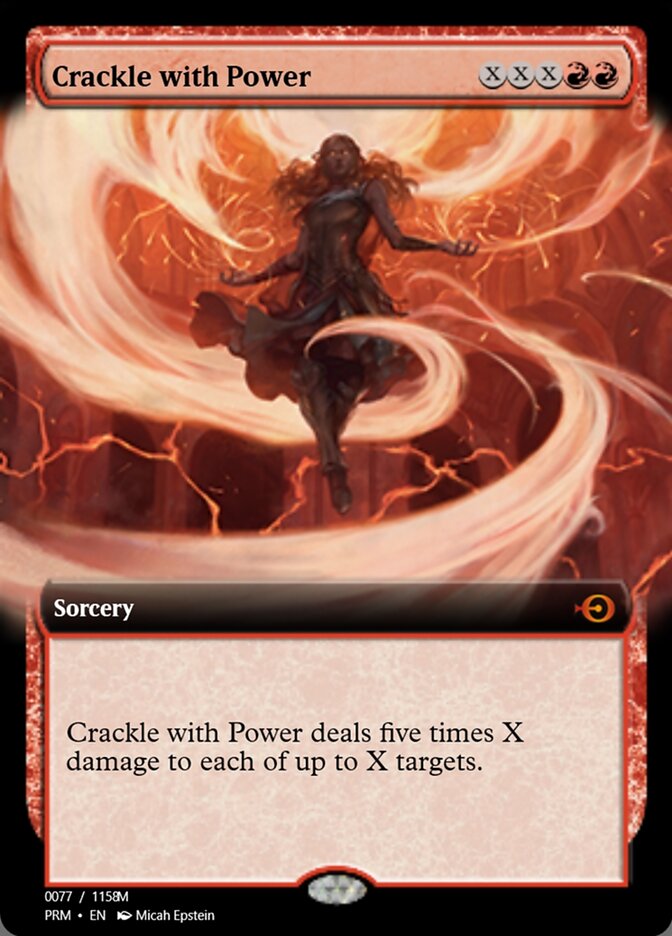 Crackle with Power XXX
Sorcery
Crackle with Power deals five times X
damage to each of up to X targets.
0077 / 1158M
PRM • EN Micah Epstein